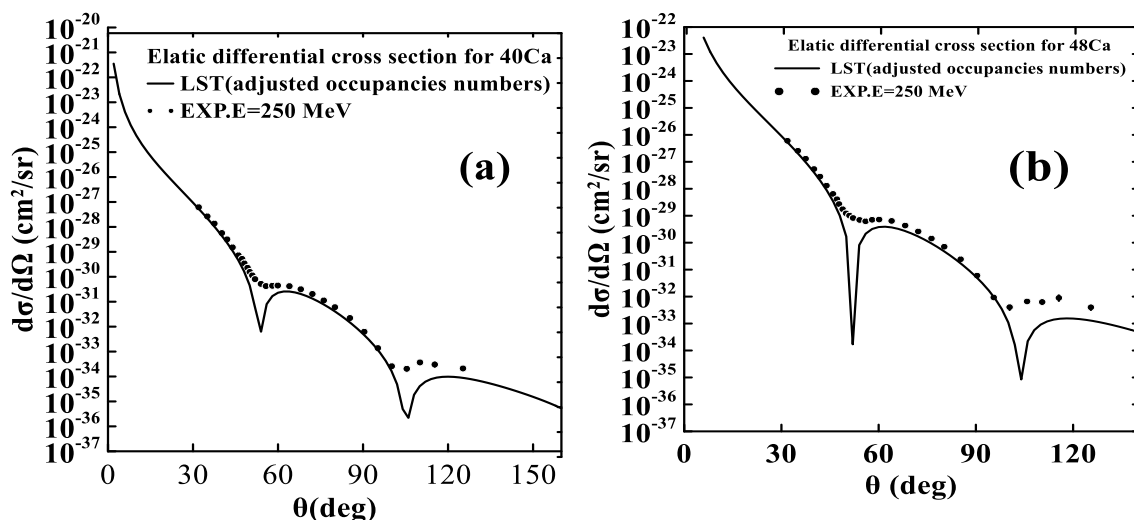 (a)
10⁻²⁰
10⁻²¹
10⁻²²
10⁻²³
10⁻²⁴
10⁻²⁵
10⁻²⁶
10⁻²⁷
10⁻²⁸
10⁻²⁹
10⁻³⁰
10⁻³¹
10⁻³²
10⁻³³
10⁻³⁴
10⁻³⁵
10⁻³⁶
10⁻³⁷
dσ/dΩ (cm²/sr)
Elatic differential cross section for 40Ca
LST(adjusted occupancies numbers)
EXP.E=250 MeV
0 30 60 90 120 150
θ(deg)
(b)
10⁻²²
10⁻²³
10⁻²⁴
10⁻²⁵
10⁻²⁶
10⁻²⁷
10⁻²⁸
10⁻²⁹
10⁻³⁰
10⁻³¹
10⁻³²
10⁻³³
10⁻³⁴
10⁻³⁵
10⁻³⁶
10⁻³⁷
dσ/dΩ (cm²/sr)
Elatic differential cross section for 48Ca
LST(adjusted occupancies numbers)
EXP.E=250 MeV
0 30 60 90 120
θ (deg)